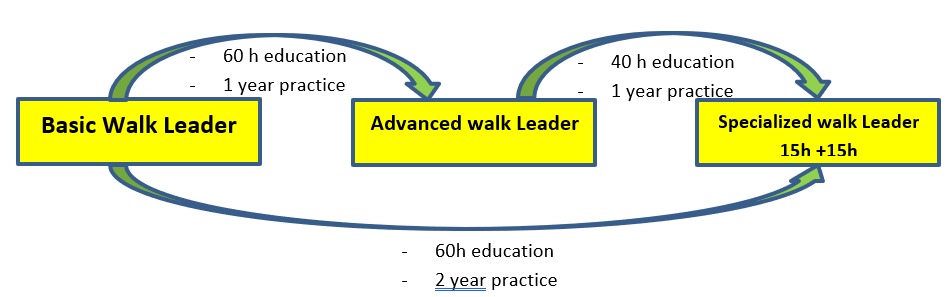 - 60 h education
- 1 year practice
- 40 h education
- 1 year practice
Basic Walk Leader
Advanced walk Leader
Specialized walk Leader
15h +15h
- 60h education
- 2 year practice